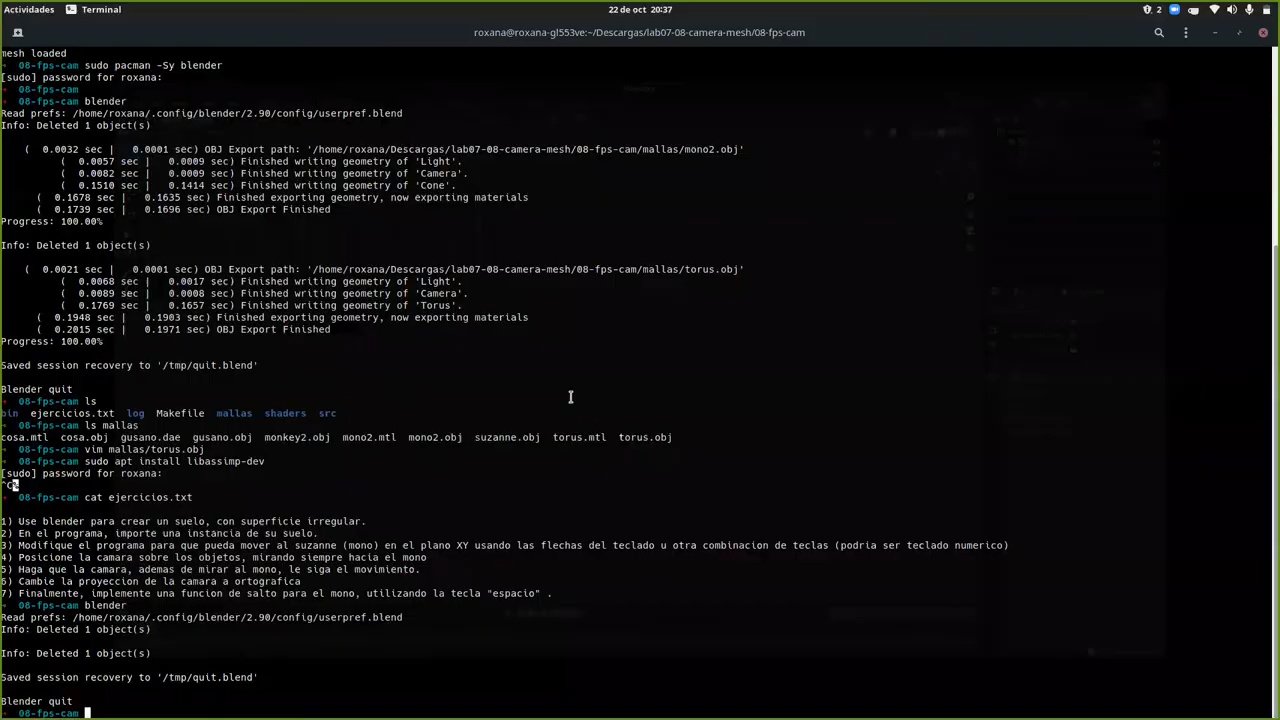 Actividades
Terminal
22 de oct 20:37
2
roxana@roxana-gl553ve:~/Descargas/lab07-08-camera-mesh/08-fps-cam
mesh loaded
08-fps-cam sudo pacman -Sy blender
[sudo] password for roxana:
08-fps-cam
08-fps-cam blender
Read prefs: /home/roxana/.config/blender/2.90/config/userpref.blend
Info: Deleted 1 object(s)
(  0.0032 sec |   0.0001 sec) OBJ Export path: '/home/roxana/Descargas/lab07-08-camera-mesh/08-fps-cam/mallas/mono2.obj'
(  0.0057 sec |   0.0009 sec) Finished writing geometry of 'Light'.
(  0.0082 sec |   0.0009 sec) Finished writing geometry of 'Camera'.
(  0.1510 sec |   0.1414 sec) Finished writing geometry of 'Cone'.
(  0.1678 sec |   0.1635 sec) Finished exporting geometry, now exporting materials
(  0.1739 sec |   0.1696 sec) OBJ Export Finished
Progress: 100.00%
Info: Deleted 1 object(s)
(  0.0021 sec |   0.0001 sec) OBJ Export path: '/home/roxana/Descargas/lab07-08-camera-mesh/08-fps-cam/mallas/torus.obj'
(  0.0068 sec |   0.0017 sec) Finished writing geometry of 'Light'.
(  0.0089 sec |   0.0008 sec) Finished writing geometry of 'Camera'.
(  0.1769 sec |   0.1657 sec) Finished writing geometry of 'Torus'.
(  0.1948 sec |   0.1903 sec) Finished exporting geometry, now exporting materials
(  0.2015 sec |   0.1971 sec) OBJ Export Finished
Progress: 100.00%
Saved session recovery to '/tmp/quit.blend'
Blender quit
08-fps-cam ls
bin  ejercicios.txt  log  Makefile  mallas  shaders  src
08-fps-cam ls mallas
cosa.mtl  cosa.obj  gusano.dae  gusano.obj  monkey2.obj  mono2.mtl  mono2.obj  suzanne.obj  torus.mtl  torus.obj
08-fps-cam vim mallas/torus.obj
08-fps-cam sudo apt install libassimp-dev
[sudo] password for roxana:
^C%
08-fps-cam cat ejercicios.txt
1) Use blender para crear un suelo, con superficie irregular.
2) En el programa, importe una instancia de su suelo.
3) Modifique el programa para que pueda mover al suzanne (mono) en el plano XY usando las flechas del teclado u otra combinacion de teclas (podria ser teclado numerico)
4) Posicione la camara sobre los objetos, mirando siempre hacia el mono
5) Haga que la camara, ademas de mirar al mono, le siga el movimiento.
6) Cambie la proyeccion de la camara a ortografica
7) Finalmente, implemente una funcion de salto para el mono, utilizando la tecla "espacio" .
08-fps-cam blender
Read prefs: /home/roxana/.config/blender/2.90/config/userpref.blend
Info: Deleted 1 object(s)
Info: Deleted 1 object(s)
Saved session recovery to '/tmp/quit.blend'
Blender quit
08-fps-cam